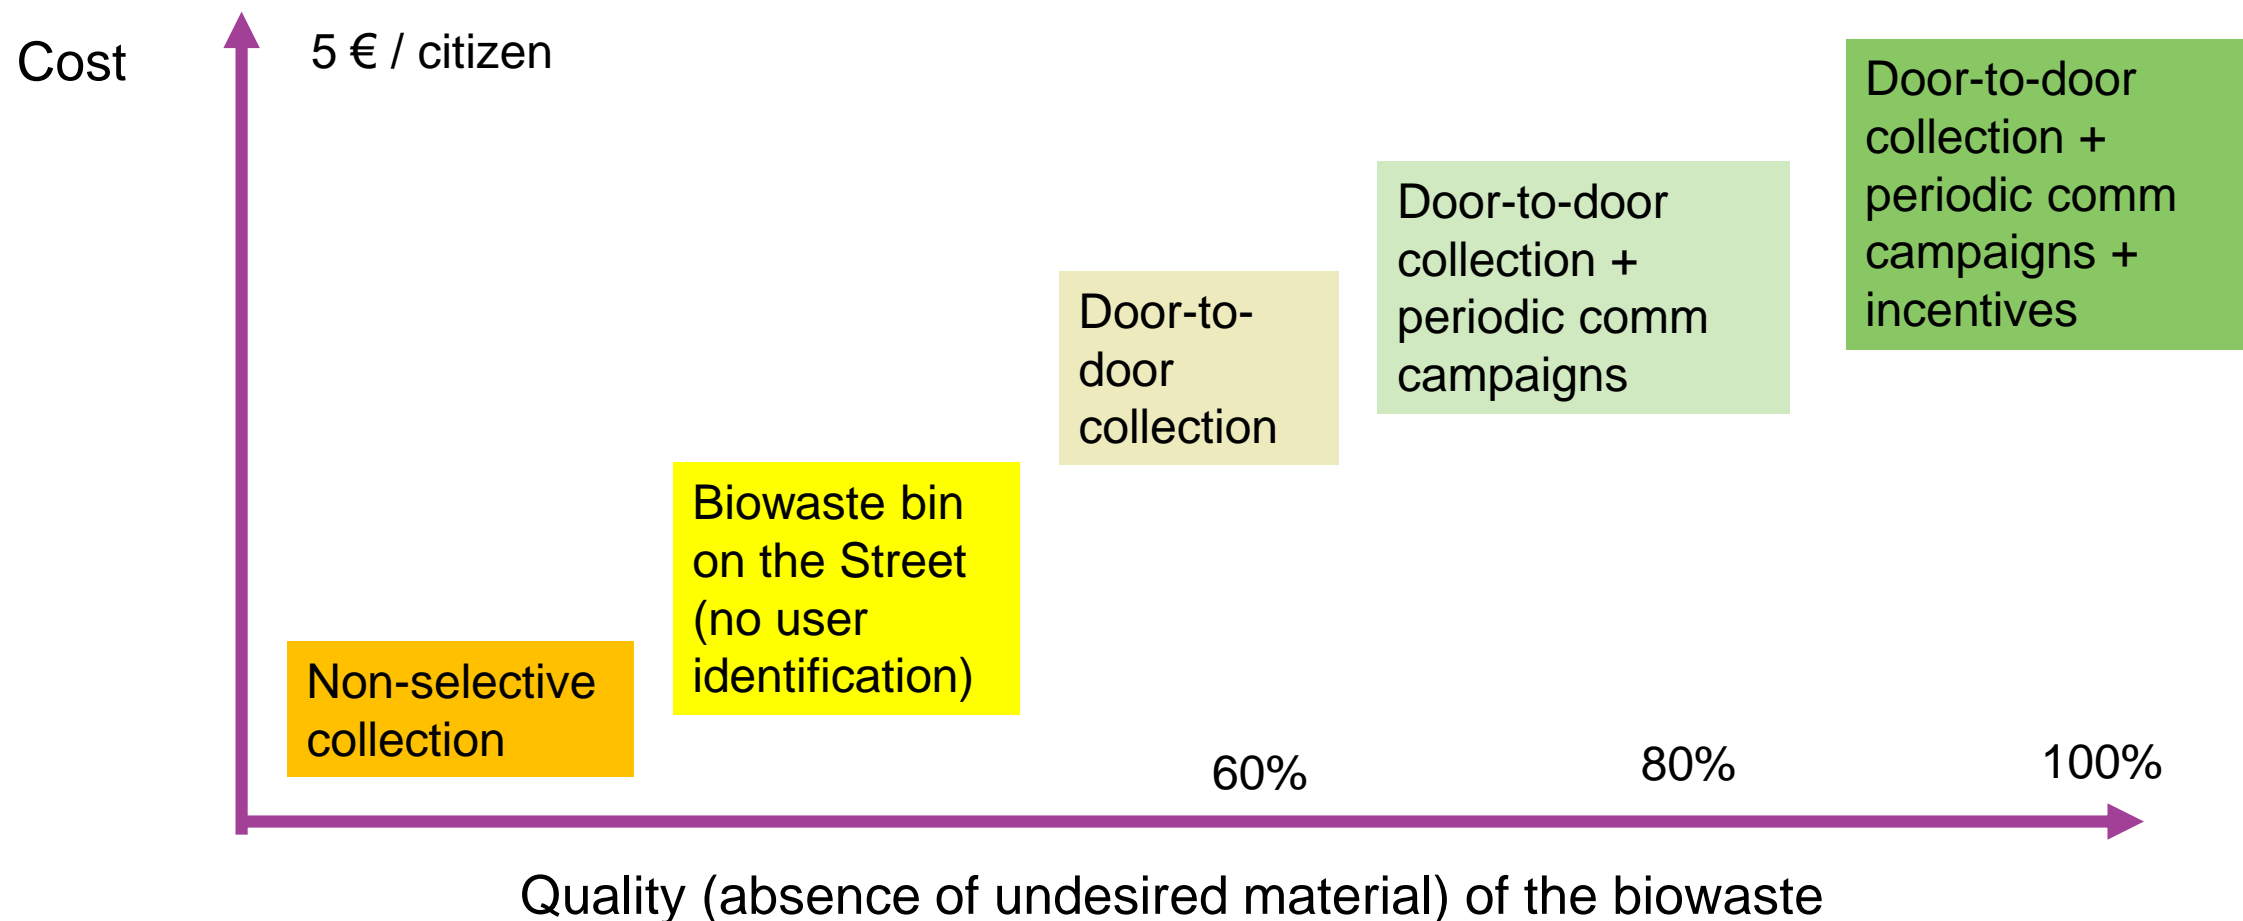 Cost
5 € / citizen
Door-to-door
collection +
periodic comm
campaigns +
incentives
Door-to-door
collection +
periodic comm
campaigns
Door-to-
door
collection
Biowaste bin
on the Street
(no user
identification)
Non-selective
collection
60%
80%
100%
Quality (absence of undesired material) of the biowaste